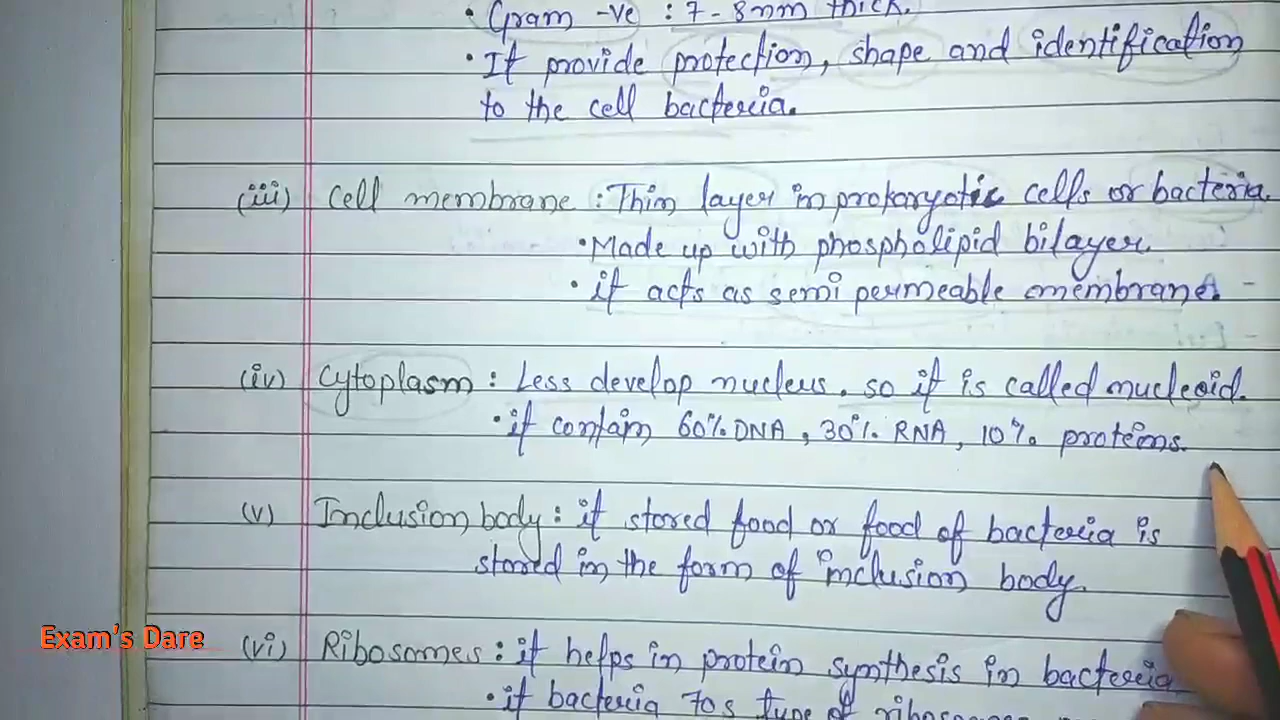 • Gram -ve : 7-8nm thick.
• It provide protection, shape and identification
to the cell bacteria.
(iii) Cell membrane : Thin layer in prokaryotic cells or bacteria.
• Made up with phospholipid bilayer.
• it acts as semi permeable membrane.
(iv) Cytoplasm : Less develop nucleus, so it is called nucleoid.
• it contain 60% DNA, 30% RNA, 10% proteins.
(v) Inclusion body : it stored food or food of bacteria is
stored in the form of inclusion body.
Exam's Dare
(vi) Ribosomes : it helps in protein synthesis in bacteria
• it bacteria 70s type of ribosomes